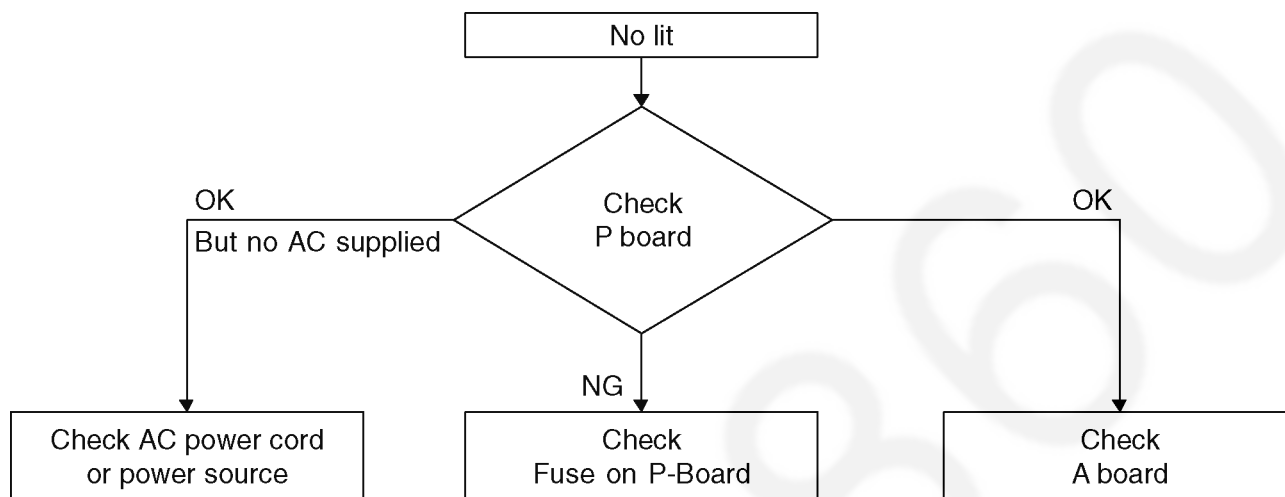 No lit
Check
P board
OK
But no AC supplied
OK
NG
Check AC power cord
or power source
Check
Fuse on P-Board
Check
A board
860